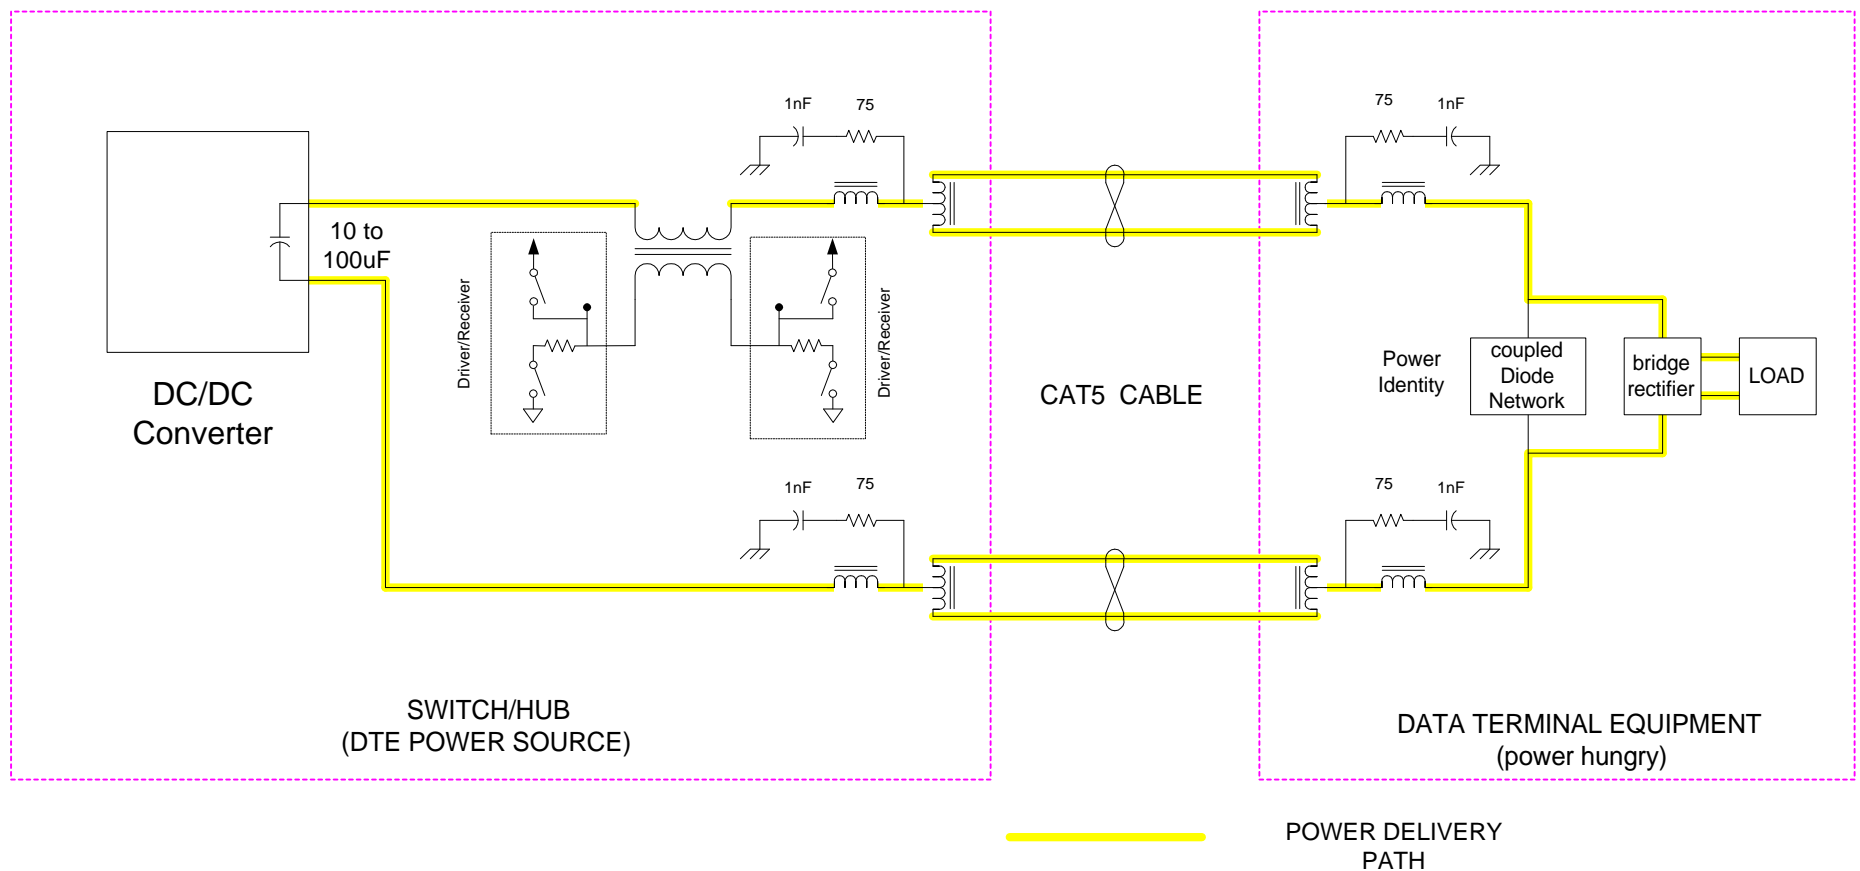 1nF
75
75
1nF
10 to
100uF
Driver/Receiver
Driver/Receiver
DC/DC
Converter
CAT5 CABLE
Power
Identity
coupled
Diode
Network
bridge
rectifier
LOAD
1nF
75
75
1nF
SWITCH/HUB
(DTE POWER SOURCE)
DATA TERMINAL EQUIPMENT
(power hungry)
POWER DELIVERY
PATH